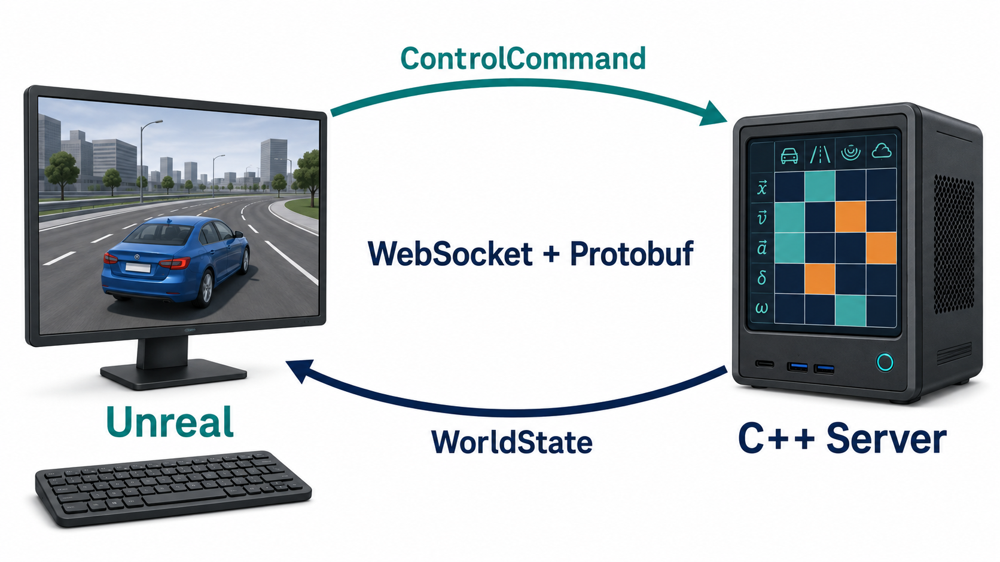 ControlCommand
WebSocket + Protobuf
x⃗
v⃗
a⃗
δ
ω
WorldState
Unreal
C++ Server